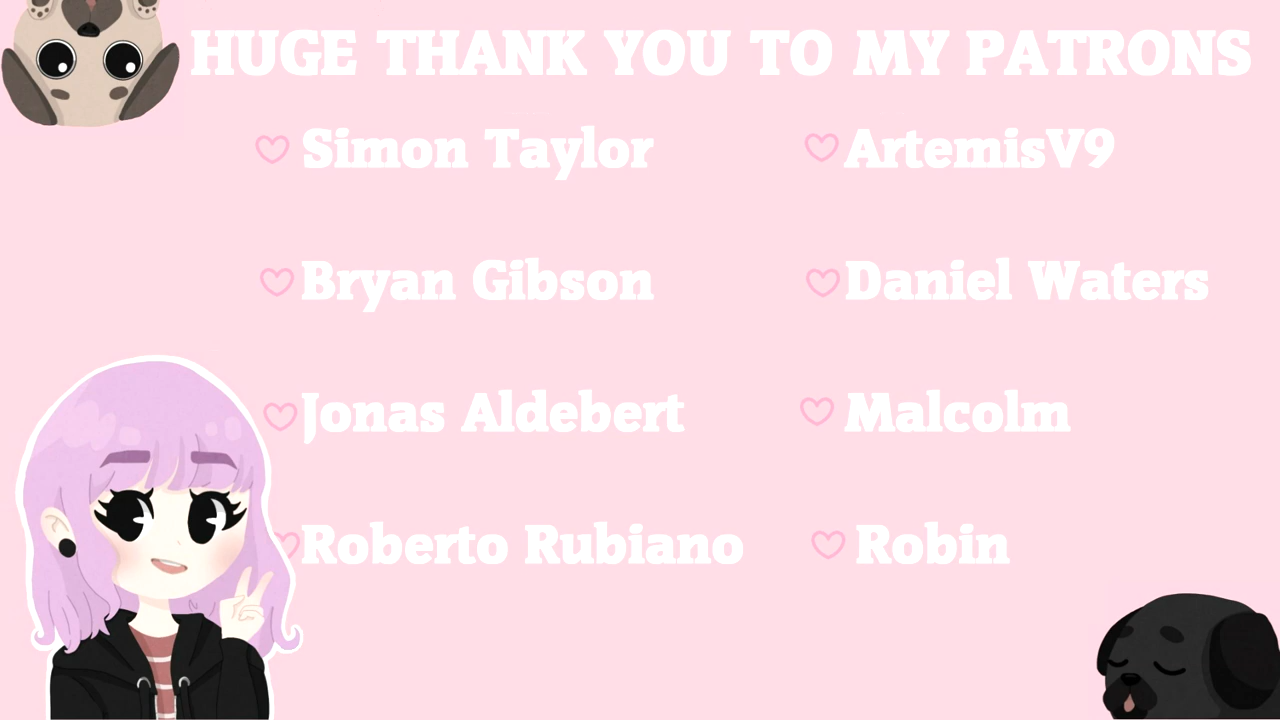 HUGE THANK YOU TO MY PATRONS
Simon Taylor
ArtemisV9
Bryan Gibson
Daniel Waters
Jonas Aldebert
Malcolm
Roberto Rubiano
Robin